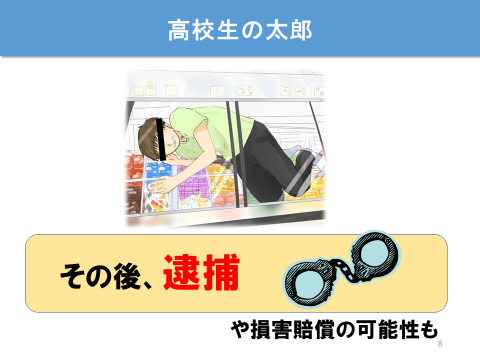 高校生の太郎
その後、逮捕
や損害賠償の可能性も
8